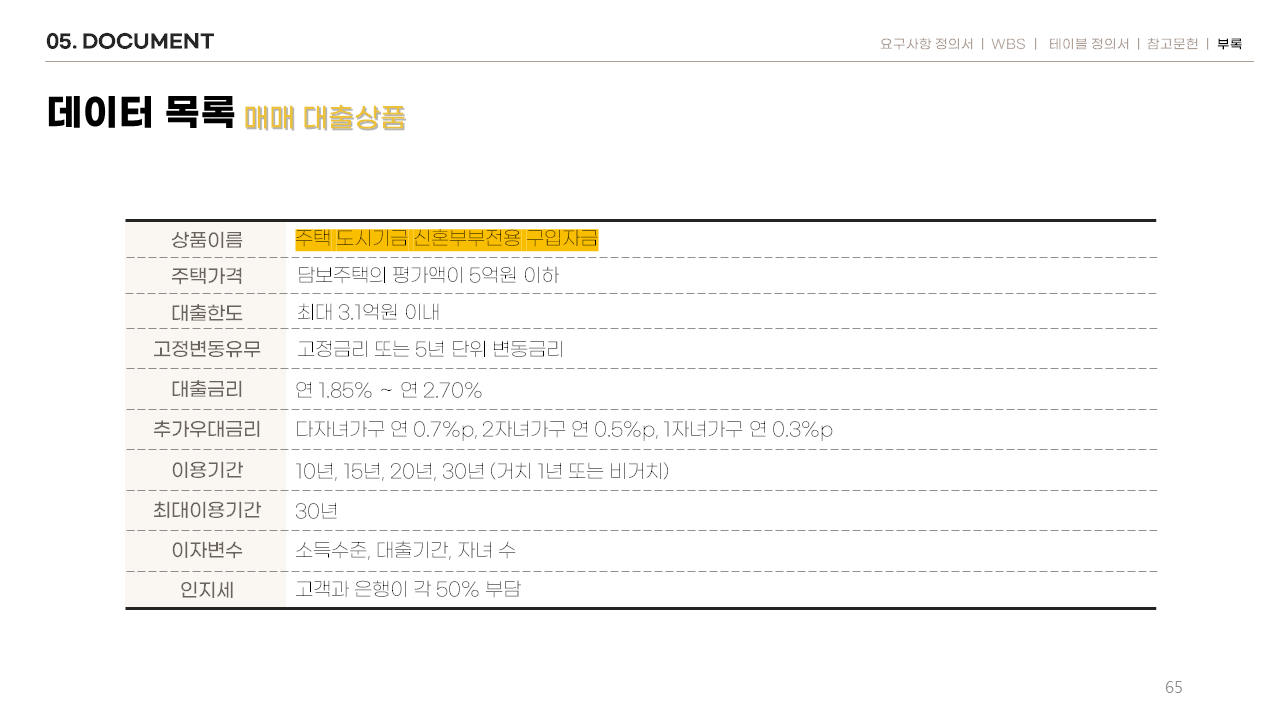 05. DOCUMENT
요구사항 정의서 | WBS | 테이블 정의서 | 참고문헌 | 부록
데이터 목록 매매 대출상품
상품이름 주택 도시기금 신혼부부전용 구입자금
주택가격 담보주택의 평가액이 5억원 이하
대출한도 최대 3.1억원 이내
고정변동유무 고정금리 또는 5년 단위 변동금리
대출금리 연 1.85% ~ 연 2.70%
추가우대금리 다자녀가구 연 0.7%p, 2자녀가구 연 0.5%p, 1자녀가구 연 0.3%p
이용기간 10년, 15년, 20년, 30년 (거치 1년 또는 비거치)
최대이용기간 30년
이자변수 소득수준, 대출기간, 자녀 수
인지세 고객과 은행이 각 50% 부담
65